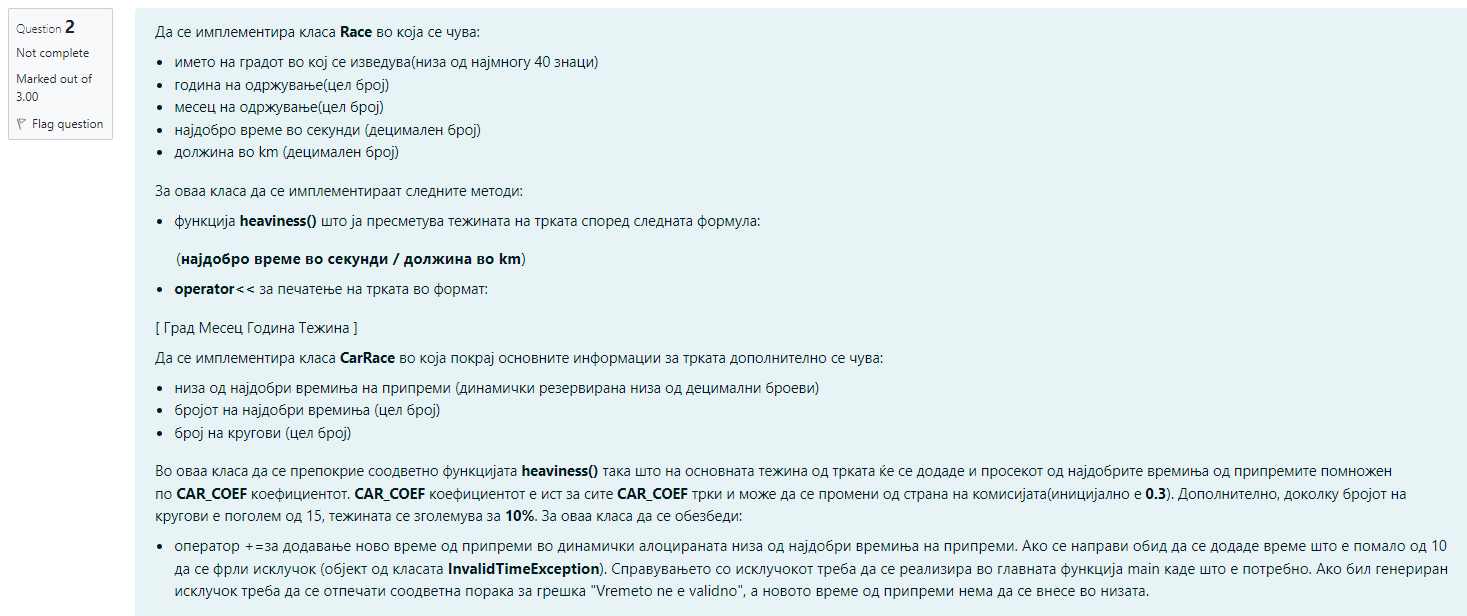 Question 2
Not complete
Marked out of
3.00
Flag question
Да се имплементира класа Race во која се чува:
• името на градот во кој се изведува(низа од најмногу 40 знаци)
• година на одржување(цел број)
• месец на одржување(цел број)
• најдобро време во секунди (децимален број)
• должина во km (децимален број)
За оваа класа да се имплементираат следните методи:
• функција heaviness() што ја пресметува тежината на трката според следната формула:
(најдобро време во секунди / должина во km)
• operator<< за печатење на трката во формат:
[ Град Месец Година Тежина ]
Да се имплементира класа CarRace во која покрај основните информации за трката дополнително се чува:
• низа од најдобри времиња на припреми (динамички резервирана низа од децимални броеви)
• бројот на најдобри времиња (цел број)
• број на кругови (цел број)
Во оваа класа да се препокрие соодветно функцијата heaviness() така што на основната тежина од трката ќе се додаде и просекот од најдобрите времиња од припремите помножен
по CAR_COEF коефициентот. CAR_COEF коефициентот е ист за сите CAR_COEF трки и може да се промени од страна на комисијата(иницијално е 0.3). Дополнително, доколку бројот на
кругови е поголем од 15, тежината се зголемува за 10%. За оваа класа да се обезбеди:
• оператор +=за додавање ново време од припреми во динамички алоцираната низа од најдобри времиња на припреми. Ако се направи обид да се додаде време што е помало од 10
да се фрли исклучок (објект од класата InvalidTimeException). Справувањето со исклучокот треба да се реализира во главната функција main каде што е потребно. Ако бил генериран
исклучок треба да се отпечати соодветна порака за грешка "Vremeto ne e validno", а новото време од припреми нема да се внесе во низата.